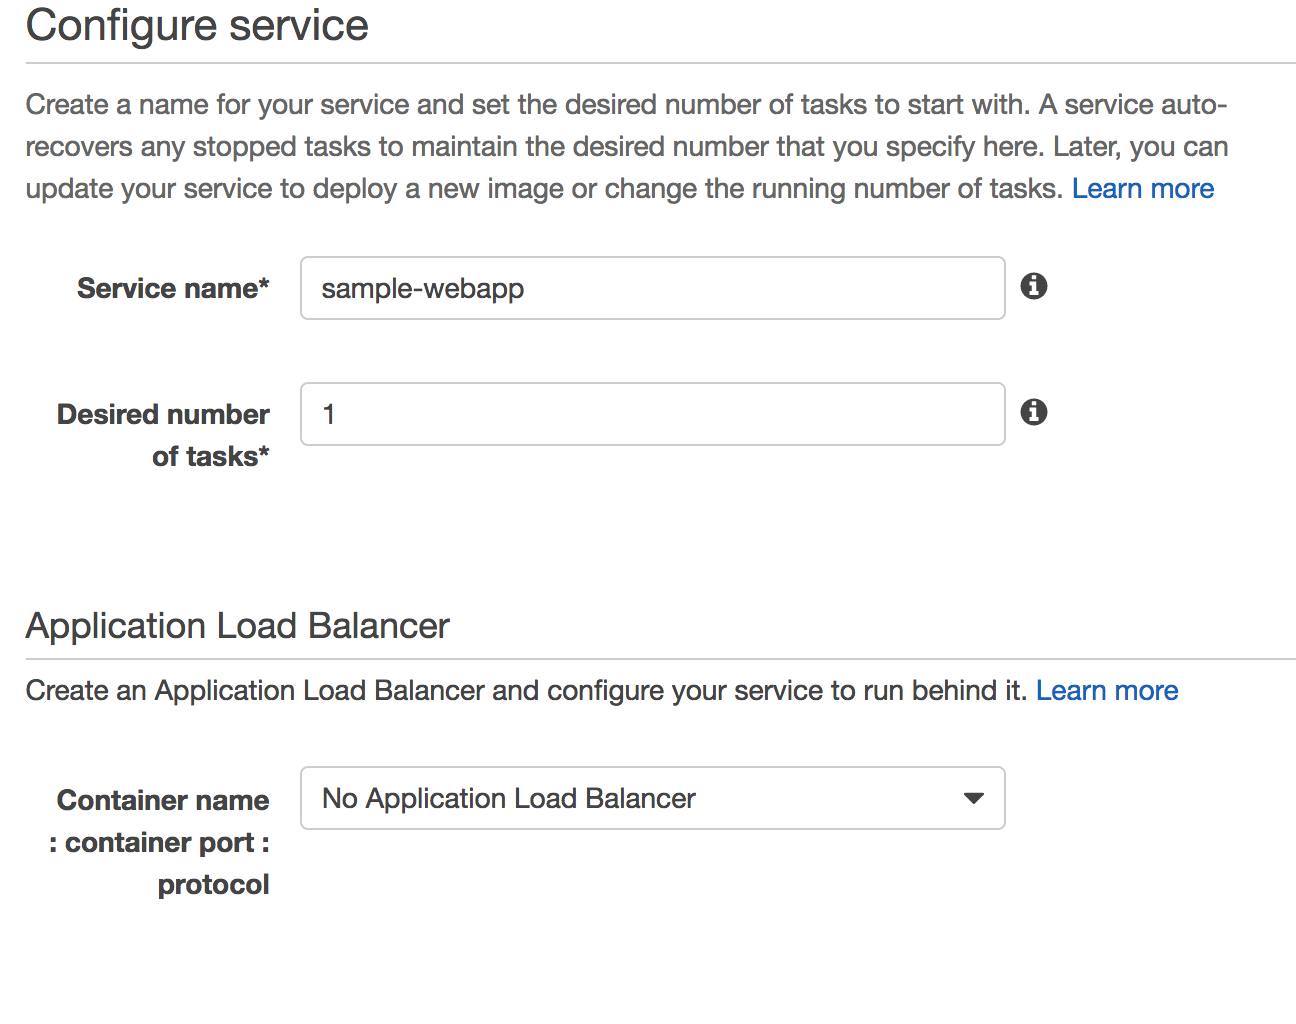 Configure service
Create a name for your service and set the desired number of tasks to start with. A service auto-
recovers any stopped tasks to maintain the desired number that you specify here. Later, you can
update your service to deploy a new image or change the running number of tasks. Learn more
Service name*
sample-webapp
Desired number
of tasks*
1
Application Load Balancer
Create an Application Load Balancer and configure your service to run behind it. Learn more
Container name
: container port :
protocol
No Application Load Balancer